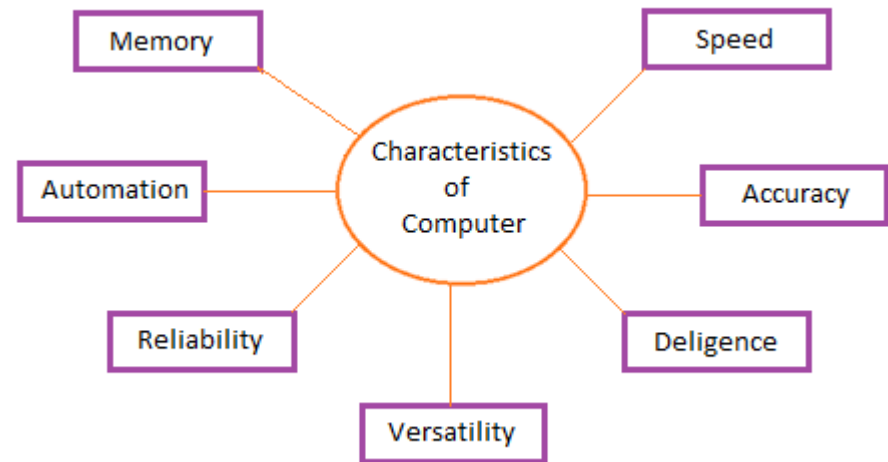 Memory
Speed
Characteristics
of
Computer
Automation
Accuracy
Reliability
Deligence
Versatility